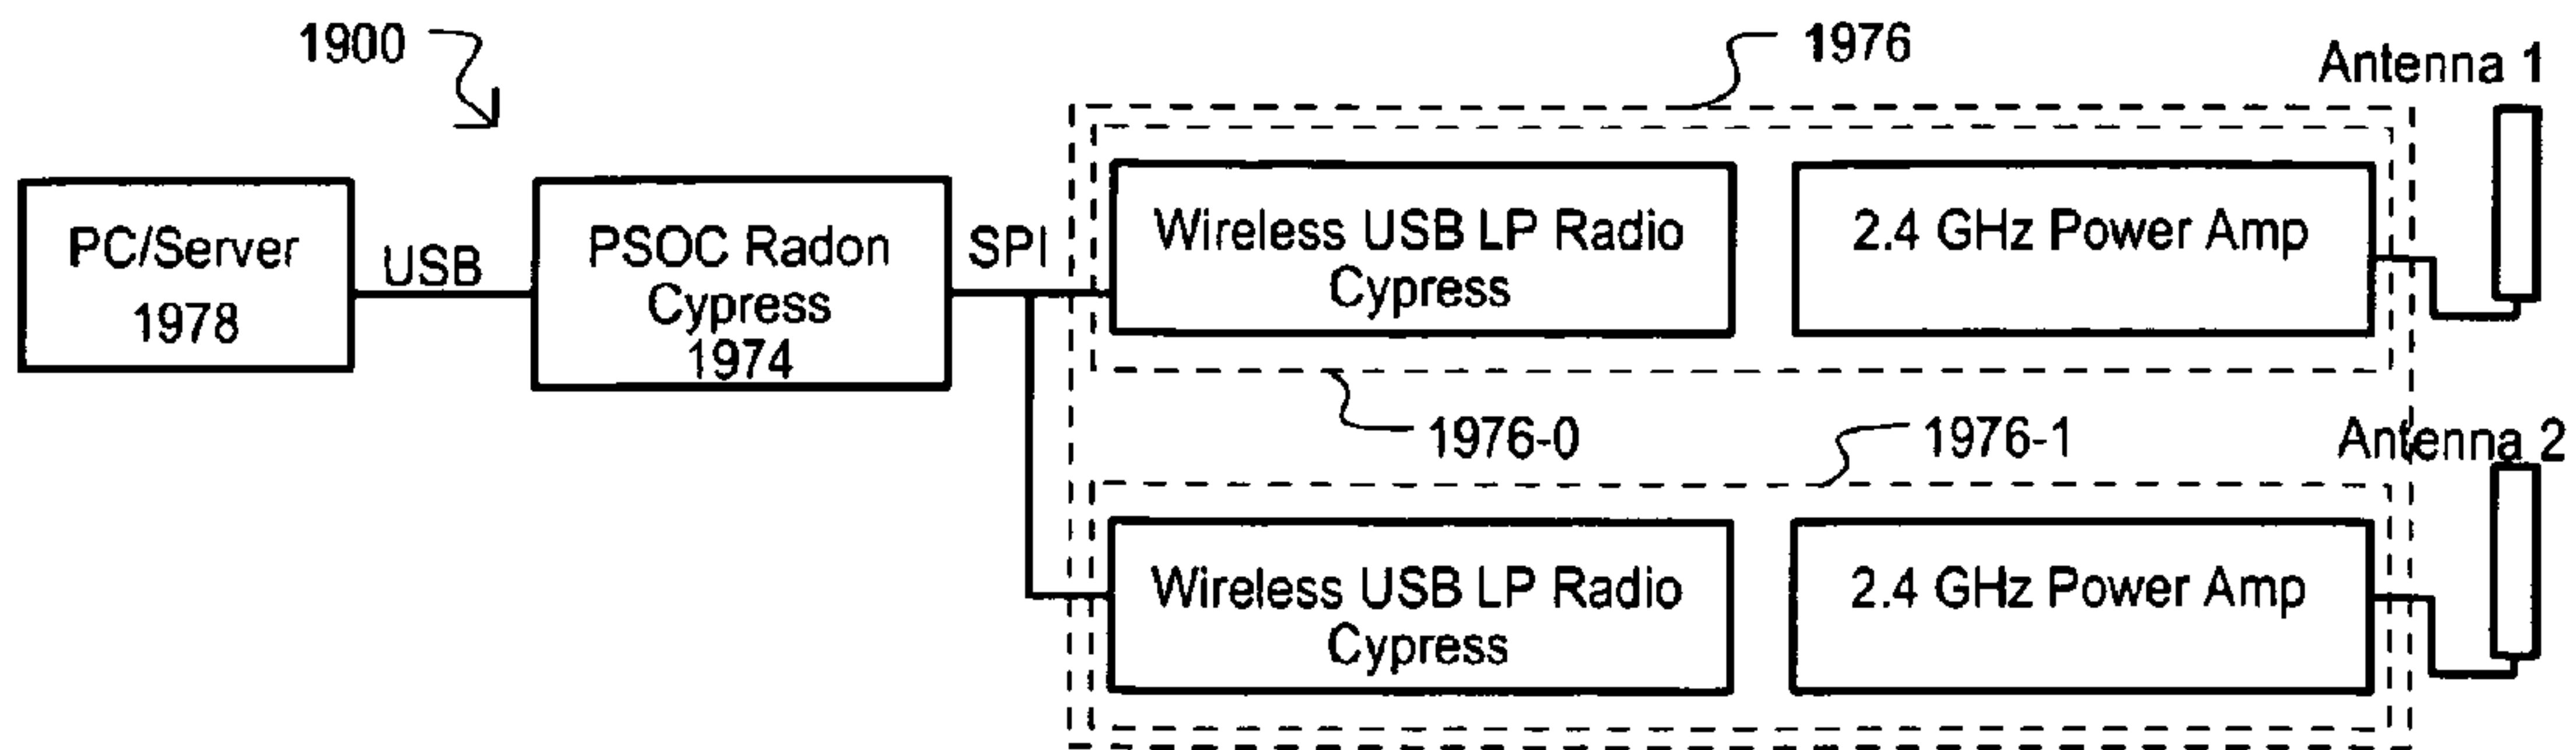 1900
1976
Antenna 1
PC/Server
1978
USB
PSOC Radon
Cypress
1974
SPI
Wireless USB LP Radio
Cypress
2.4 GHz Power Amp
1976-0
1976-1
Antenna 2
Wireless USB LP Radio
Cypress
2.4 GHz Power Amp